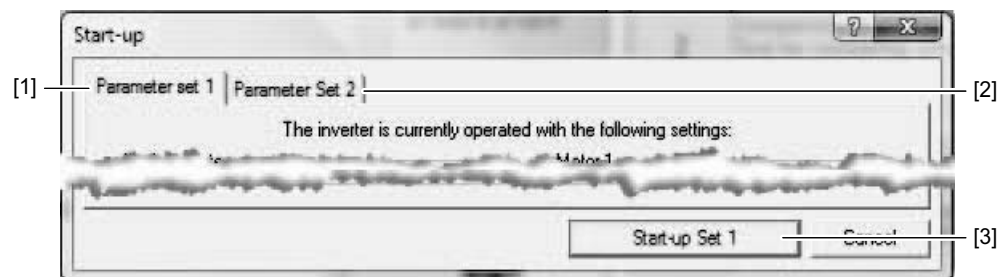 Start-up
[1]
Parameter set 1
Parameter Set 2
[2]
The inverter is currently operated with the following settings:
Motor 1
Start-up Set 1
Cancel
[3]